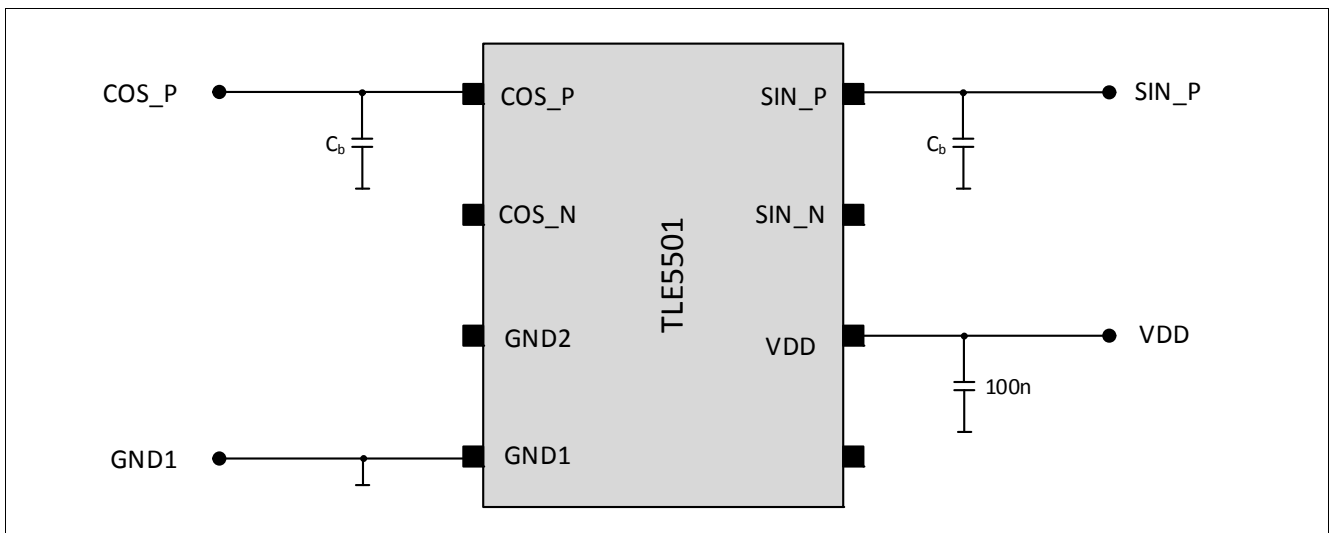 COS_P
COS_P
SIN_P
SIN_P
C_b
C_b
COS_N
SIN_N
TLE5501
GND2
VDD
VDD
100n
GND1
GND1